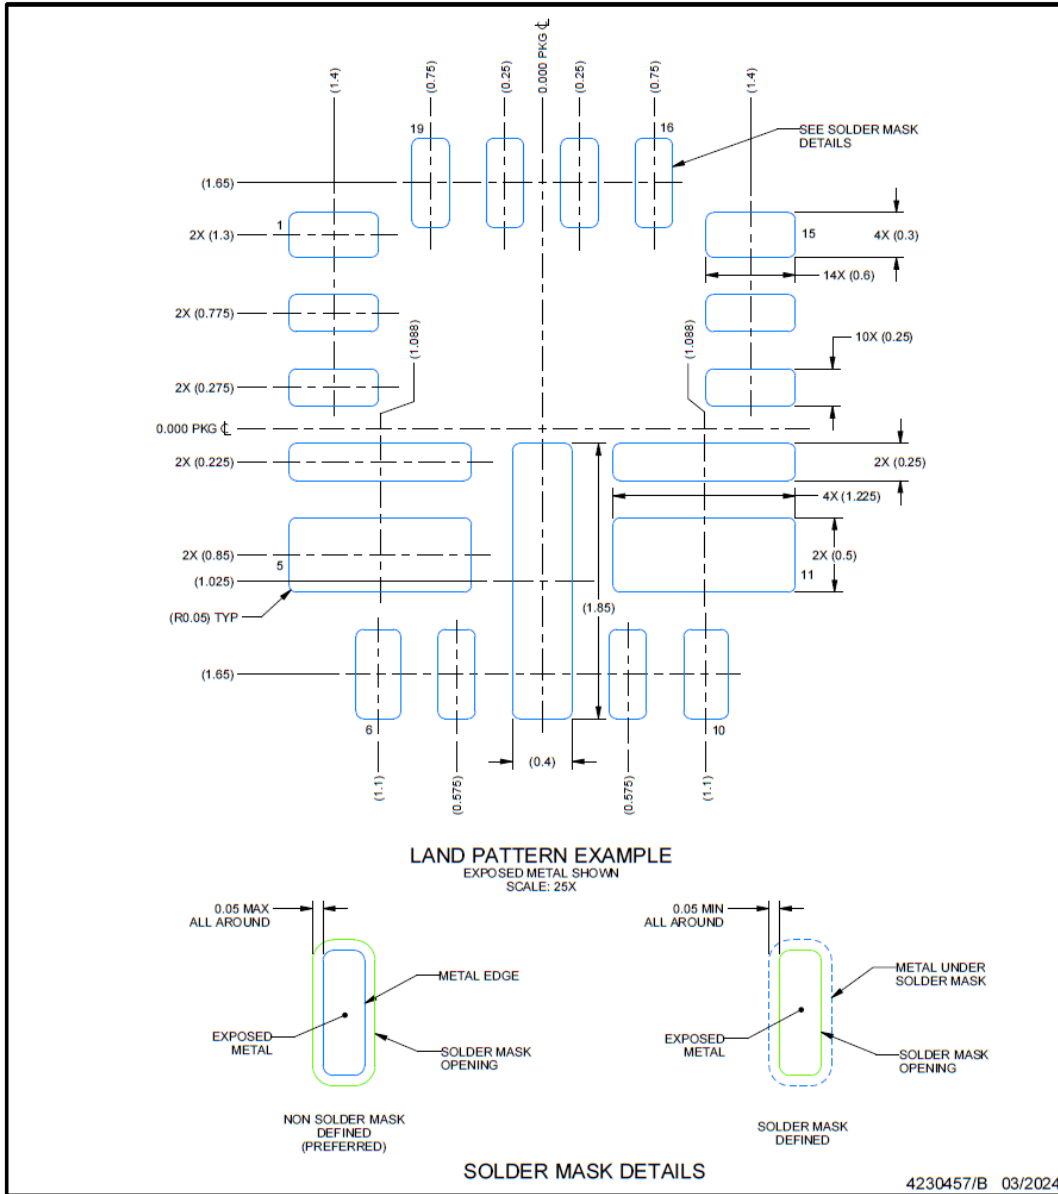 (1.4)
(0.75)
(0.25)
0.000 PKG ℄
(0.25)
(0.75)
(1.4)
19
16
SEE SOLDER MASK
DETAILS
(1.65)
1
2X (1.3)
15
4X (0.3)
14X (0.6)
2X (0.775)
(1.088)
(1.088)
10X (0.25)
2X (0.275)
0.000 PKG ℄
2X (0.225)
2X (0.25)
4X (1.225)
2X (0.85)
5
2X (0.5)
11
(1.025)
(R0.05) TYP
(1.85)
(1.65)
6
10
(0.4)
(1.1)
(0.575)
(0.575)
(1.1)
LAND PATTERN EXAMPLE
EXPOSED METAL SHOWN
SCALE: 25X
0.05 MAX
ALL AROUND
METAL EDGE
EXPOSED
METAL
SOLDER MASK
OPENING
NON SOLDER MASK
DEFINED
(PREFERRED)
0.05 MIN
ALL AROUND
METAL UNDER
SOLDER MASK
EXPOSED
METAL
SOLDER MASK
OPENING
SOLDER MASK
DEFINED
SOLDER MASK DETAILS
4230457/B 03/2024